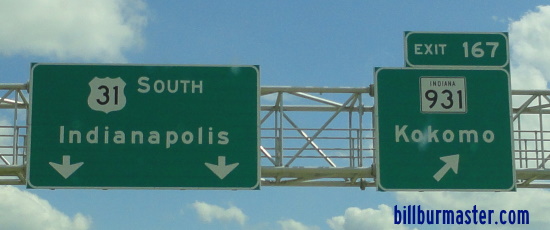 31 SOUTH
Indianapolis
EXIT 167
INDIANA
931
Kokomo
billburmaster.com